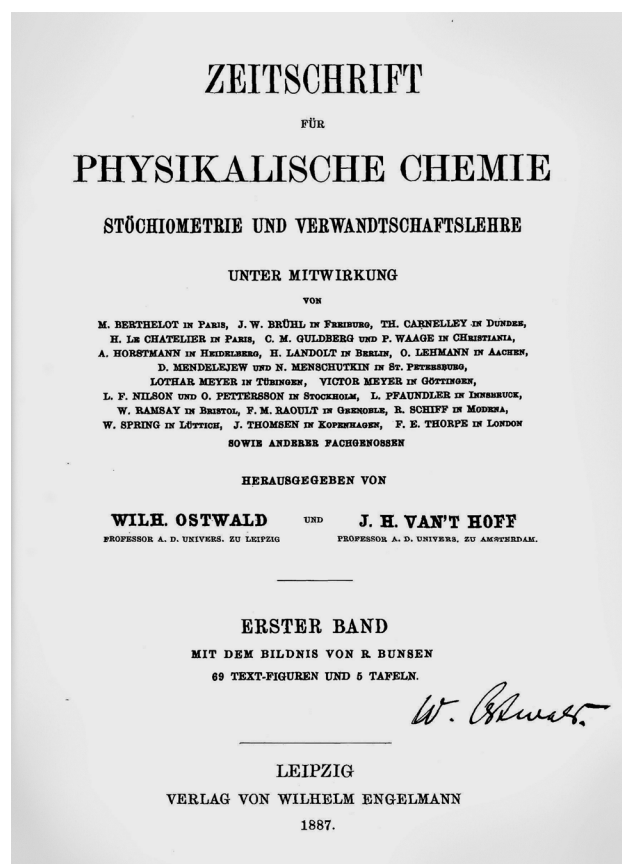 ZEITSCHRIFT
FÜR
PHYSIKALISCHE CHEMIE
STÖCHIOMETRIE UND VERWANDTSCHAFTSLEHRE
UNTER MITWIRKUNG
VON
M. BERTHELOT IN PARIS, J. W. BRÜHL IN FREIBURG, TH. CARNELLEY IN DUNDEE,
H. LE CHATELIER IN PARIS, C. M. GULDBERG UND P. WAAGE IN CHRISTIANIA,
A. HORSTMANN IN HEIDELBERG, H. LANDOLT IN BERLIN, O. LEHMANN IN AACHEN,
D. MENDELEJEW UND N. MENSCHUTKIN IN ST. PETERSBURG,
LOTHAR MEYER IN TÜBINGEN, VICTOR MEYER IN GÖTTINGEN,
L. F. NILSON UND O. PETTERSSON IN STOCKHOLM, L. PFAUNDLER IN INNSBRUCK,
W. RAMSAY IN BRISTOL, F. M. RAOULT IN GRENOBLE, R. SCHIFF IN MODENA,
W. SPRING IN LÜTTICH, J. THOMSEN IN KOPENHAGEN, F. E. THORPE IN LONDON
SOWIE ANDERER FACHGENOSSEN
HERAUSGEGEBEN VON
WILH. OSTWALD UND J. H. VAN'T HOFF
PROFESSOR A. D. UNIVERS. ZU LEIPZIG PROFESSOR A. D. UNIVERS. ZU AMSTERDAM.
ERSTER BAND
MIT DEM BILDNIS VON R. BUNSEN
69 TEXT-FIGUREN UND 5 TAFELN.
W. Ostwald.
LEIPZIG
VERLAG VON WILHELM ENGELMANN
1887.